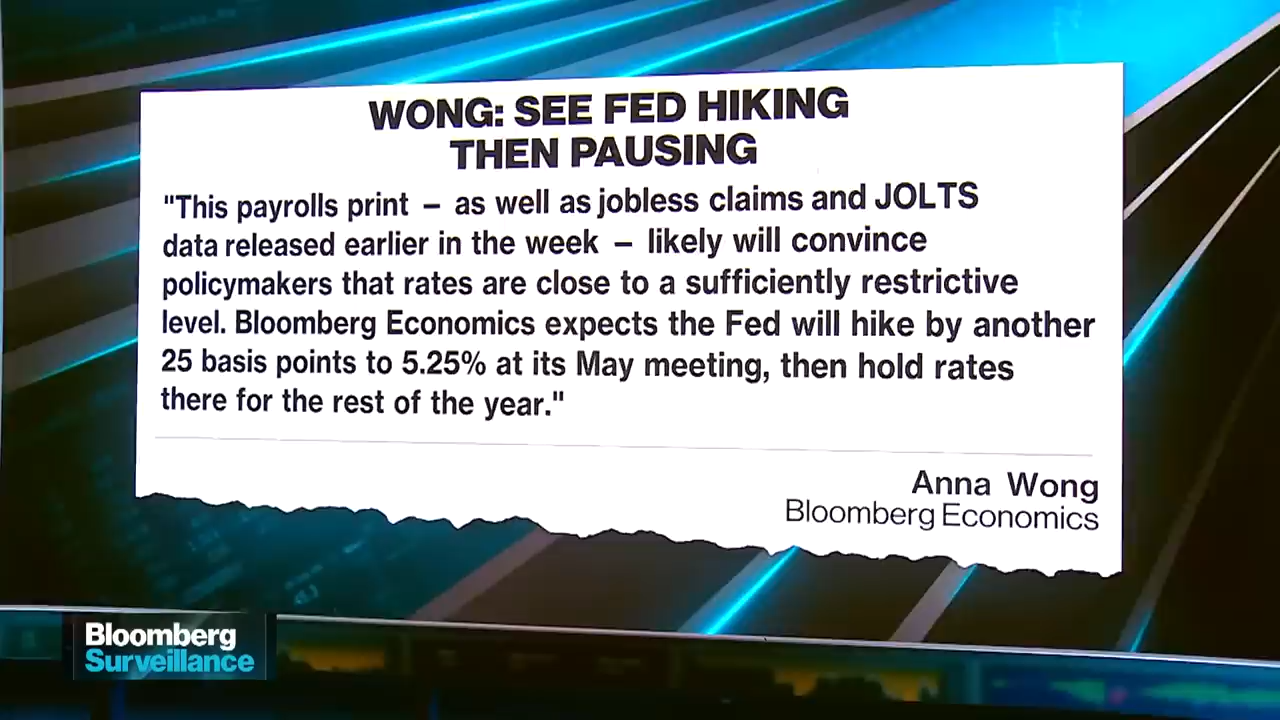 WONG: SEE FED HIKING
THEN PAUSING
"This payrolls print – as well as jobless claims and JOLTS
data released earlier in the week – likely will convince
policymakers that rates are close to a sufficiently restrictive
level. Bloomberg Economics expects the Fed will hike by another
25 basis points to 5.25% at its May meeting, then hold rates
there for the rest of the year."
Anna Wong
Bloomberg Economics
Bloomberg
Surveillance